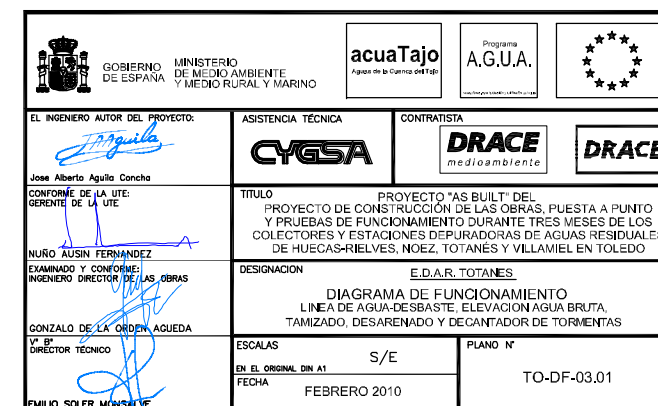 GOBIERNO
DE ESPAÑA
MINISTERIO
DE MEDIO AMBIENTE
Y MEDIO RURAL Y MARINO
acuaTajo
Aguas de la Cuenca del Tajo
Programa
A.G.U.A.
EL INGENIERO AUTOR DEL PROYECTO:
Jose Alberto Aguila Concha
ASISTENCIA TÉCNICA
CYGSA
CONTRATISTA
DRACE
medioambiente
DRACE
CONFORME DE LA UTE:
GERENTE DE LA UTE
NUÑO AUSIN FERNANDEZ
TITULO
PROYECTO "AS BUILT" DEL
PROYECTO DE CONSTRUCCIÓN DE LAS OBRAS, PUESTA A PUNTO
Y PRUEBAS DE FUNCIONAMIENTO DURANTE TRES MESES DE LOS
COLECTORES Y ESTACIONES DEPURADORAS DE AGUAS RESIDUALES
DE HUECAS-RIELVES, NOEZ, TOTANÉS Y VILLAMIEL EN TOLEDO
EXAMINADO Y CONFORME:
INGENIERO DIRECTOR DE LAS OBRAS
GONZALO DE LA ORDEN AGUEDA
DESIGNACION
E.D.A.R. TOTANES
DIAGRAMA DE FUNCIONAMIENTO
LINEA DE AGUA-DESBASTE, ELEVACION AGUA BRUTA,
TAMIZADO, DESARENADO Y DECANTADOR DE TORMENTAS
Vº Bº
DIRECTOR TÉCNICO
EMILIO SOLER MONSALVE
ESCALAS
S/E
EN EL ORIGINAL DIN A1
FECHA
FEBRERO 2010
PLANO Nº
TO-DF-03.01